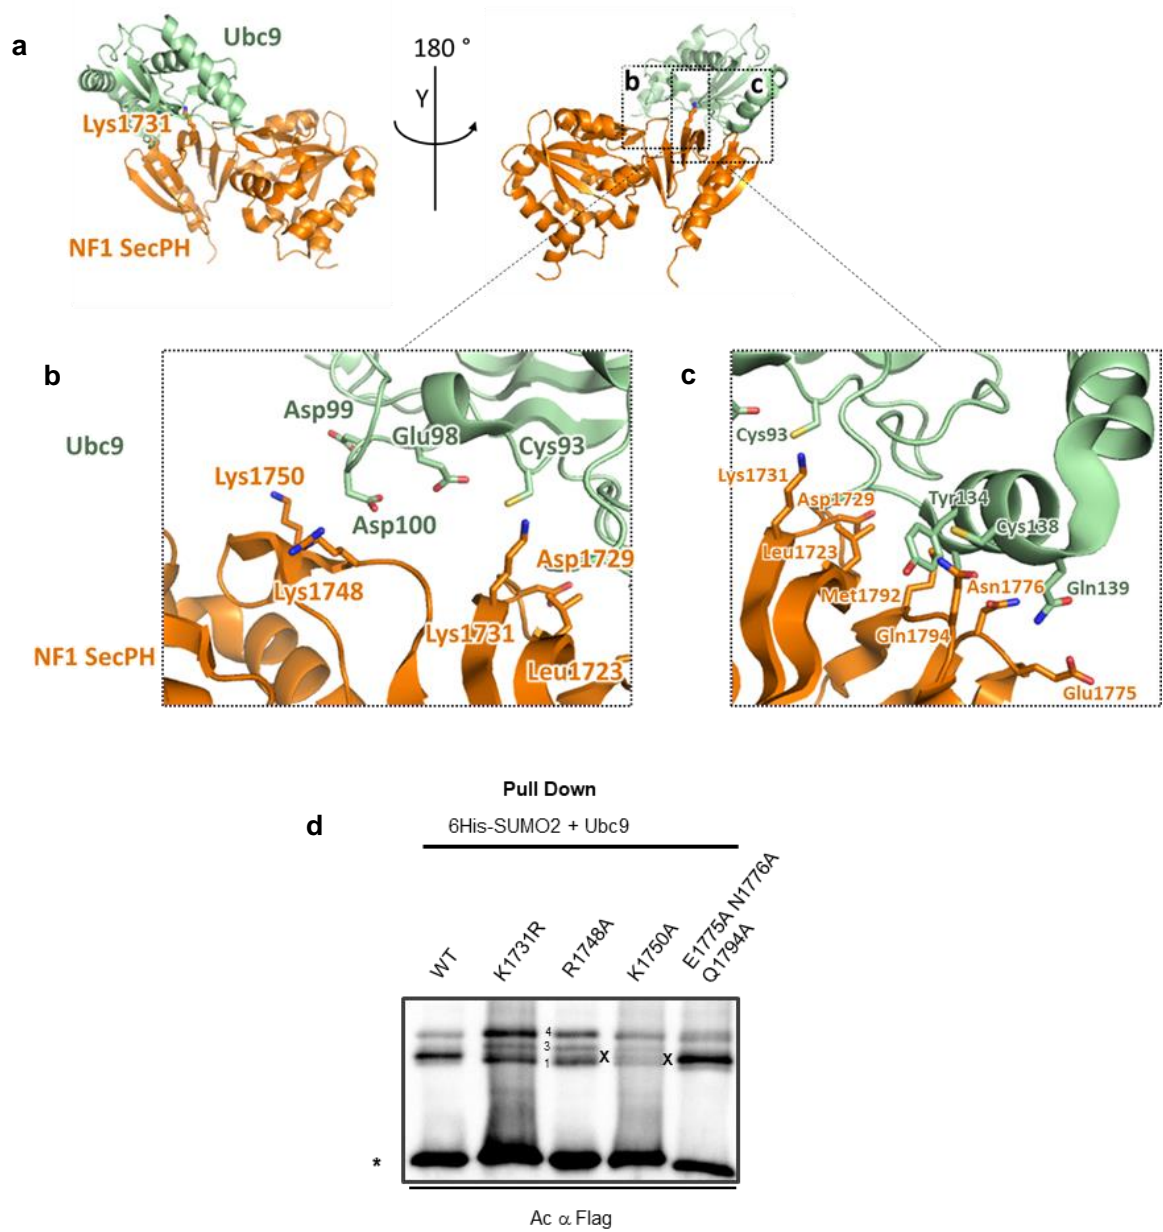 a
Ubc9
Lys1731
NF1 SecPH
180 °
Y
b
c
b
Ubc9
NF1 SecPH
Asp99
Glu98
Cys93
Lys1750
Asp100
Asp1729
Lys1748
Lys1731
Leu1723
c
Cys93
Lys1731
Asp1729
Tyr134
Cys138
Leu1723
Met1792
Asn1776
Gln139
Gln1794
Glu1775
Pull Down
d
6His-SUMO2 + Ubc9
WT
K1731R
R1748A
K1750A
E1775A N1776A
Q1794A
4
3
1
X
X
*
Ac α Flag